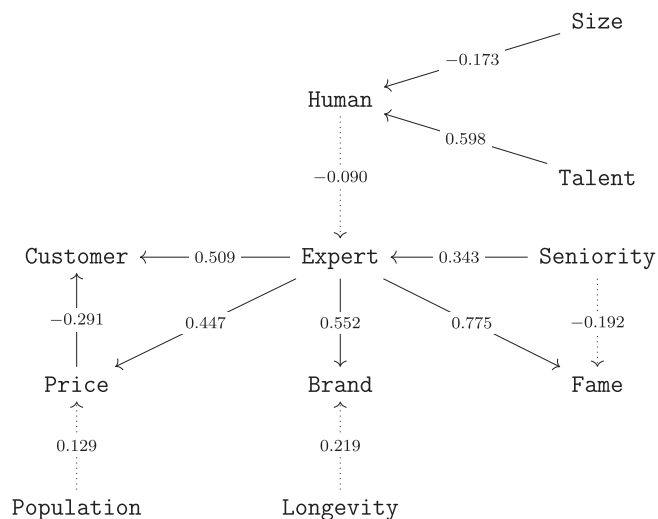 Size
−0.173
Human
0.598
Talent
−0.090
Customer 0.509 Expert 0.343 Seniority
−0.291 0.447 0.552 0.775 −0.192
Price Brand Fame
0.129 0.219
Population Longevity